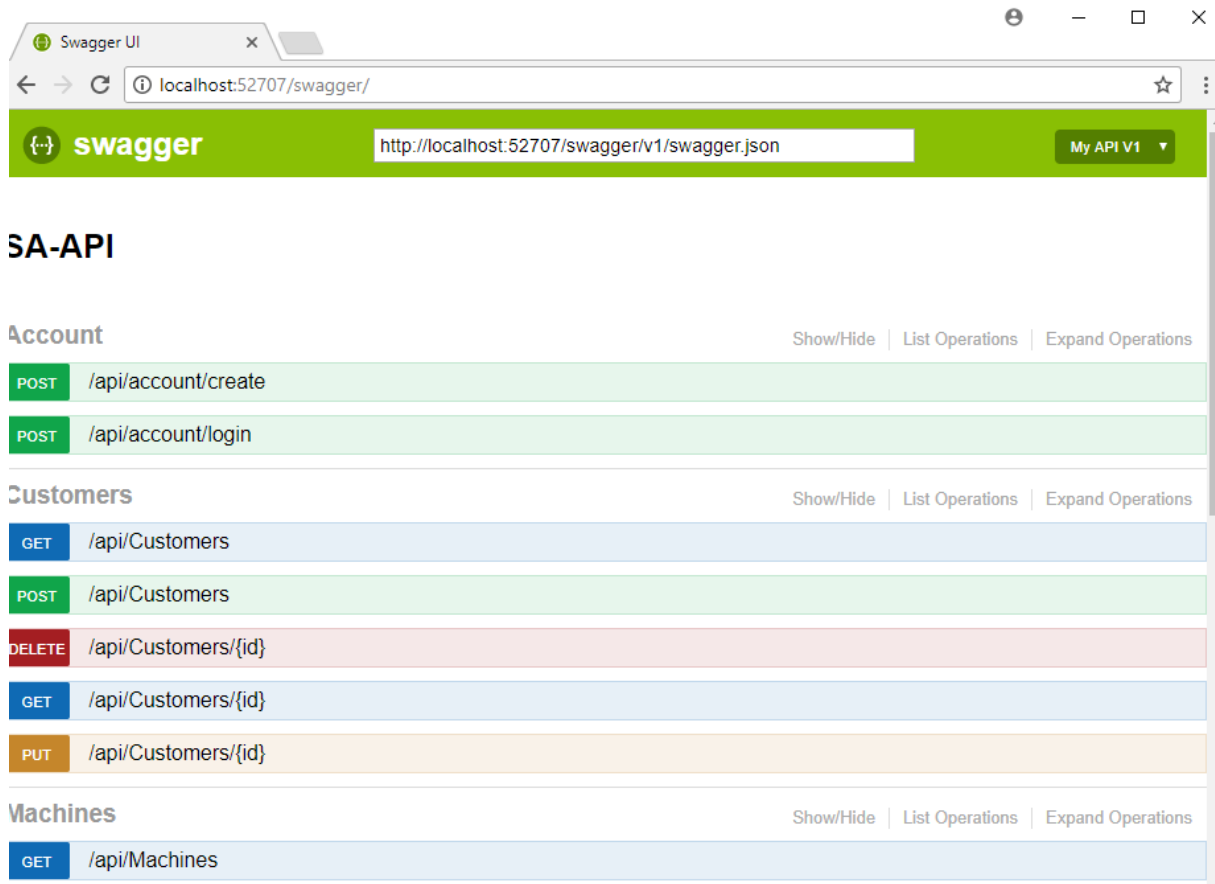 Swagger UI
localhost:52707/swagger/
{···} swagger http://localhost:52707/swagger/v1/swagger.json My API V1 ▼
SA-API
Account Show/Hide List Operations Expand Operations
POST /api/account/create
POST /api/account/login
Customers Show/Hide List Operations Expand Operations
GET /api/Customers
POST /api/Customers
DELETE /api/Customers/{id}
GET /api/Customers/{id}
PUT /api/Customers/{id}
Machines Show/Hide List Operations Expand Operations
GET /api/Machines